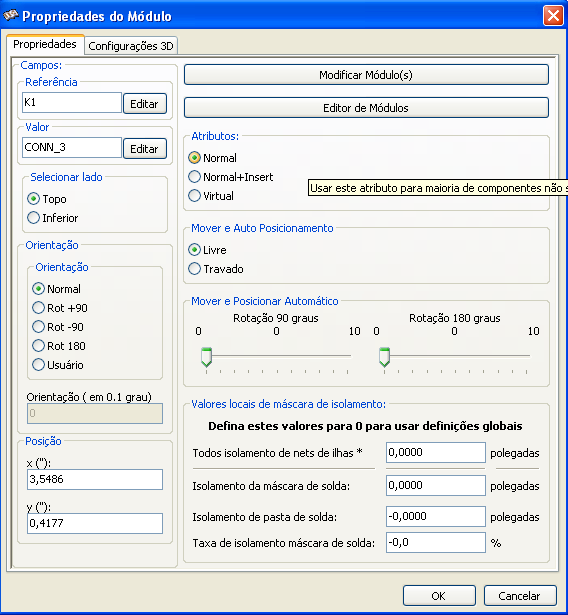 Propriedades do Módulo
Propriedades
Configurações 3D
Campos:
Referência
K1
Editar
Valor
CONN_3
Editar
Selecionar lado
Topo
Inferior
Orientação
Orientação
Normal
Rot +90
Rot -90
Rot 180
Usuário
Orientação ( em 0.1 grau)
0
Posição
x ("):
3,5486
y ("):
0,4177
Modificar Módulo(s)
Editor de Módulos
Atributos:
Normal
Normal+Insert
Virtual
Usar este atributo para maioria de componentes não
Mover e Auto Posicionamento
Livre
Travado
Mover e Posicionar Automático
Rotação 90 graus
0 0 10
Rotação 180 graus
0 0 10
Valores locais de máscara de isolamento:
Defina estes valores para 0 para usar definições globais
Todos isolamento de nets de ilhas * 0,0000 polegadas
Isolamento da máscara de solda: 0,0000 polegadas
Isolamento de pasta de solda: -0,0000 polegadas
Taxa de isolamento máscara de solda: -0,0 %
OK
Cancelar